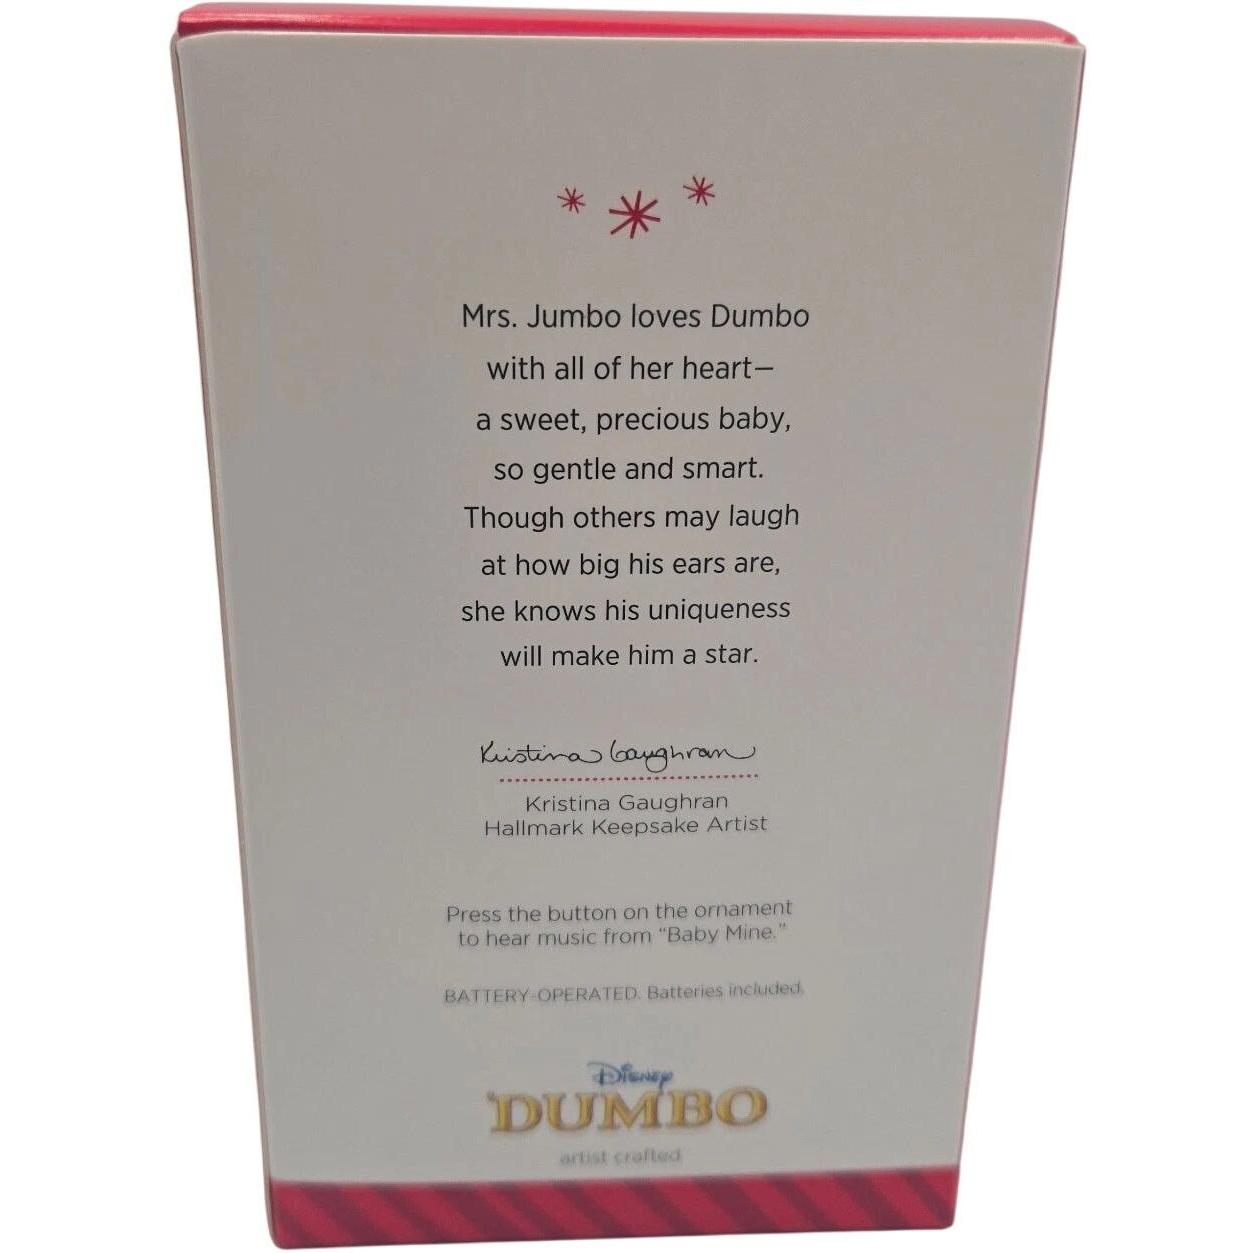 Mrs. Jumbo loves Dumbo
with all of her heart—
a sweet, precious baby,
so gentle and smart.
Though others may laugh
at how big his ears are,
she knows his uniqueness
will make him a star.
Kristina Gaughran
Kristina Gaughran
Hallmark Keepsake Artist
Press the button on the ornament
to hear music from “Baby Mine.”
BATTERY-OPERATED. Batteries included.
Disney
DUMBO
artist crafted